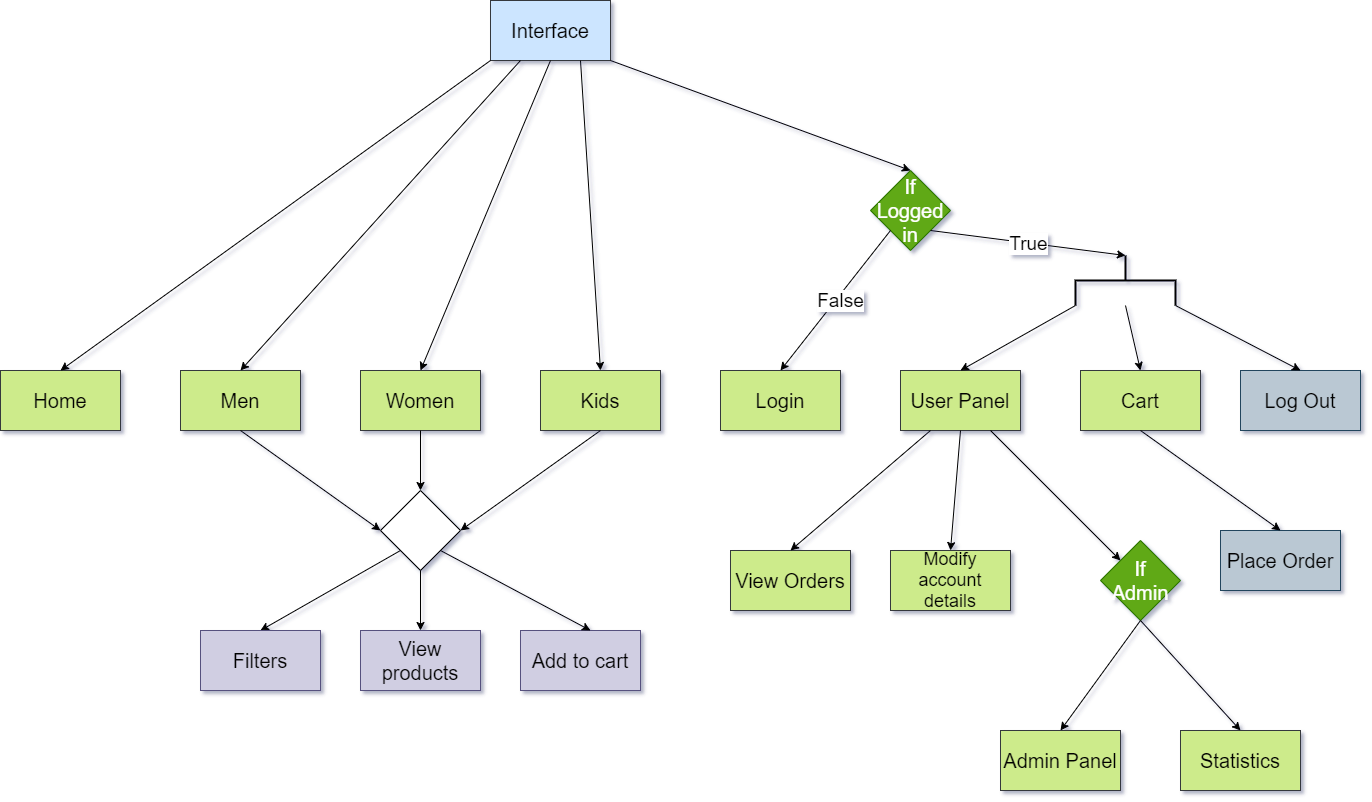 Interface
If
Logged
in
True
False
Home
Men
Women
Kids
Login
User Panel
Cart
Log Out
View Orders
Modify
account
details
If
Admin
Place Order
Filters
View
products
Add to cart
Admin Panel
Statistics